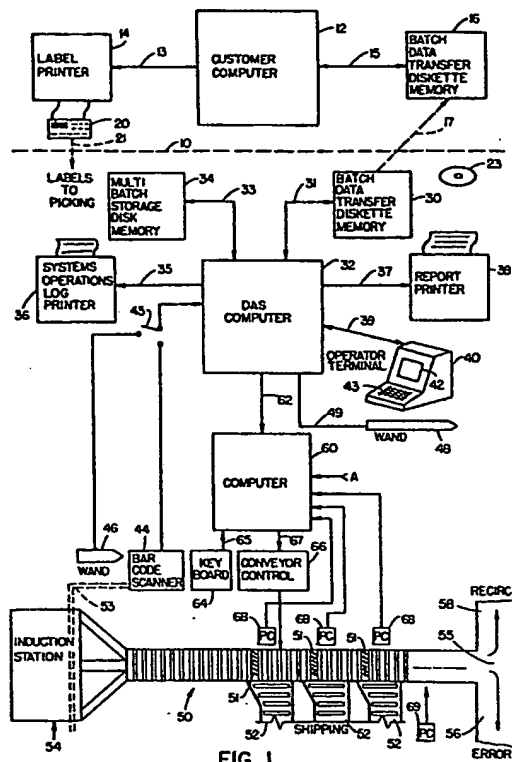 14
12
16
LABEL
PRINTER
13
CUSTOMER
COMPUTER
15
BATCH
DATA
TRANSFER
DISKETTE
MEMORY
20
21
10
17
23
LABELS
TO PICKING
MULTI
BATCH
STORAGE
DISK
MEMORY
34
33
31
BATCH
DATA
TRANSFER
DISKETTE
MEMORY
30
SYSTEMS
OPERATIONS
LOG
PRINTER
36
35
32
DAS
COMPUTER
37
REPORT
PRINTER
38
45
39
OPERATOR
TERMINAL
40
42
43
62
49
WAND
48
60
COMPUTER
A
46
WAND
44
BAR
CODE
SCANNER
65
67
66
KEY
BOARD
64
CONVEYOR
CONTROL
53
68
PC
68
PC
68
PC
58
RECIRC
INDUCTION
STATION
51
51
51
55
54
50
52
52
52
SHIPPING
69
PC
56
ERROR
FIG. 1